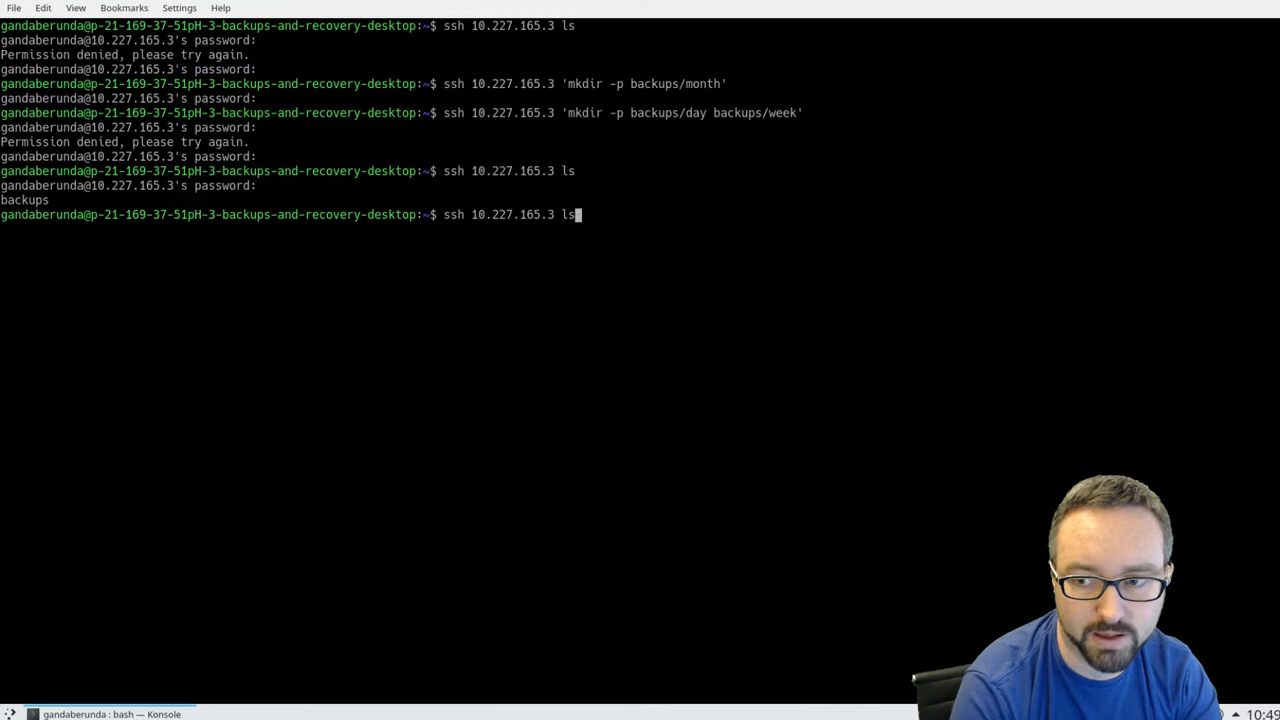 File Edit View Bookmarks Settings Help
gandaberunda@p-21-169-37-51pH-3-backups-and-recovery-desktop:~$ ssh 10.227.165.3 ls
gandaberunda@10.227.165.3's password:
Permission denied, please try again.
gandaberunda@10.227.165.3's password:
gandaberunda@p-21-169-37-51pH-3-backups-and-recovery-desktop:~$ ssh 10.227.165.3 'mkdir -p backups/month'
gandaberunda@10.227.165.3's password:
gandaberunda@p-21-169-37-51pH-3-backups-and-recovery-desktop:~$ ssh 10.227.165.3 'mkdir -p backups/day backups/week'
gandaberunda@10.227.165.3's password:
Permission denied, please try again.
gandaberunda@10.227.165.3's password:
gandaberunda@p-21-169-37-51pH-3-backups-and-recovery-desktop:~$ ssh 10.227.165.3 ls
gandaberunda@10.227.165.3's password:
backups
gandaberunda@p-21-169-37-51pH-3-backups-and-recovery-desktop:~$ ssh 10.227.165.3 ls
gandaberunda : bash — Konsole
10:49